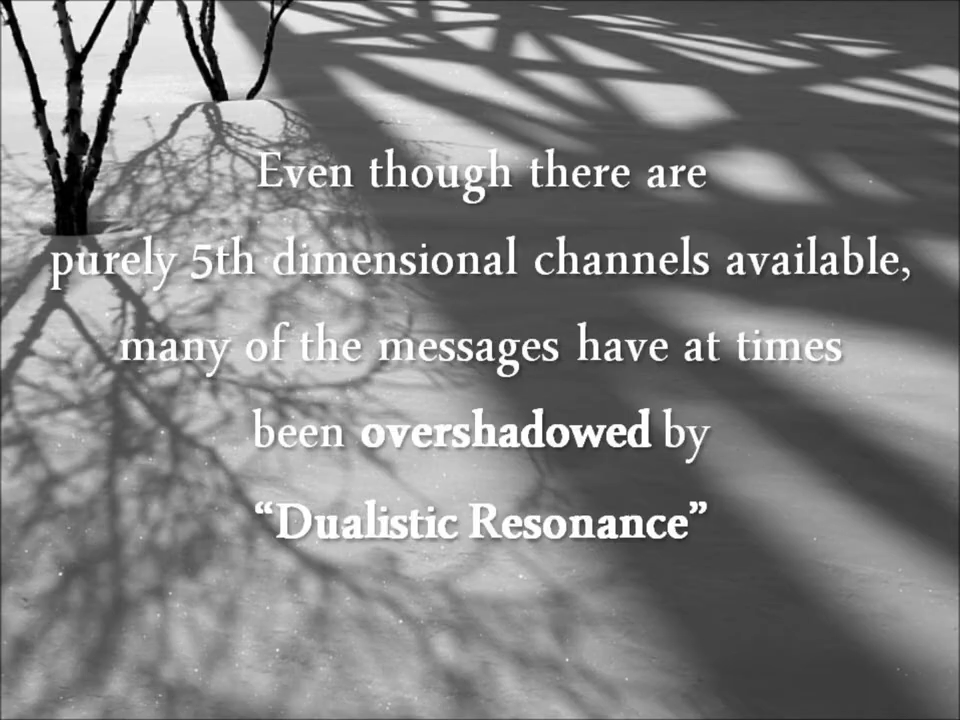 Even though there are
purely 5th dimensional channels available,
many of the messages have at times
been overshadowed by
“Dualistic Resonance”